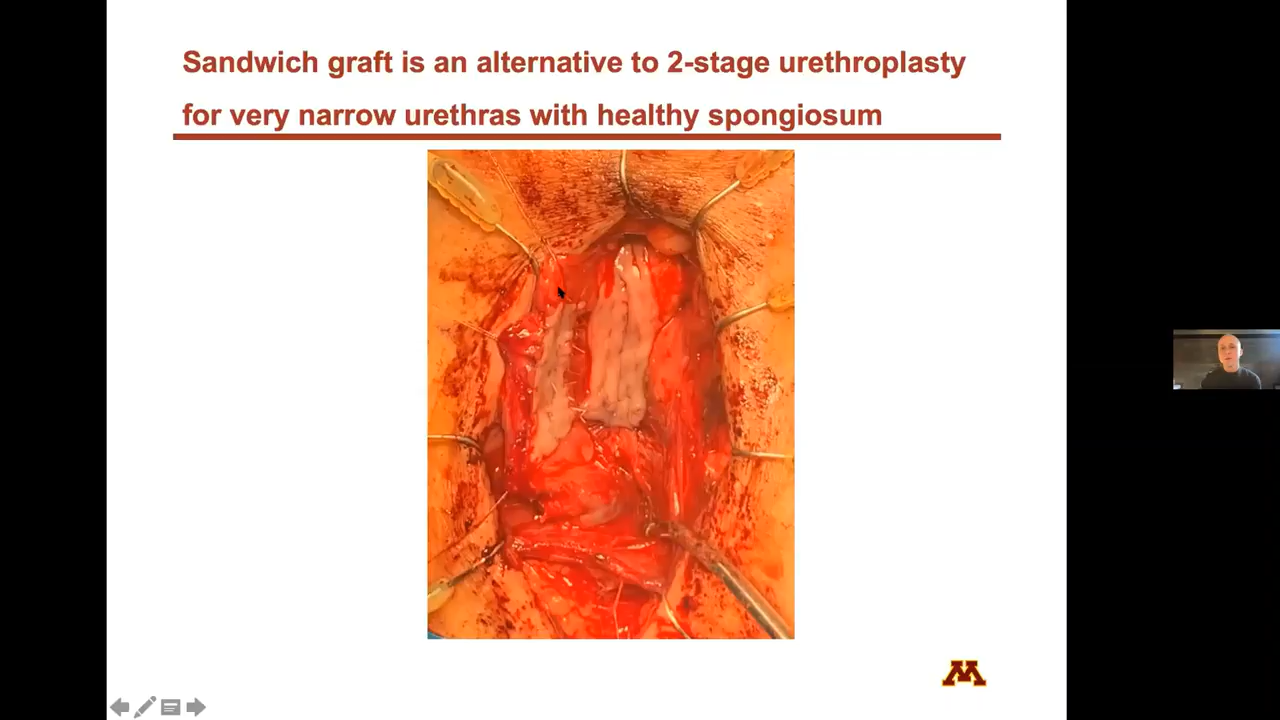 Sandwich graft is an alternative to 2-stage urethroplasty
for very narrow urethras with healthy spongiosum
M